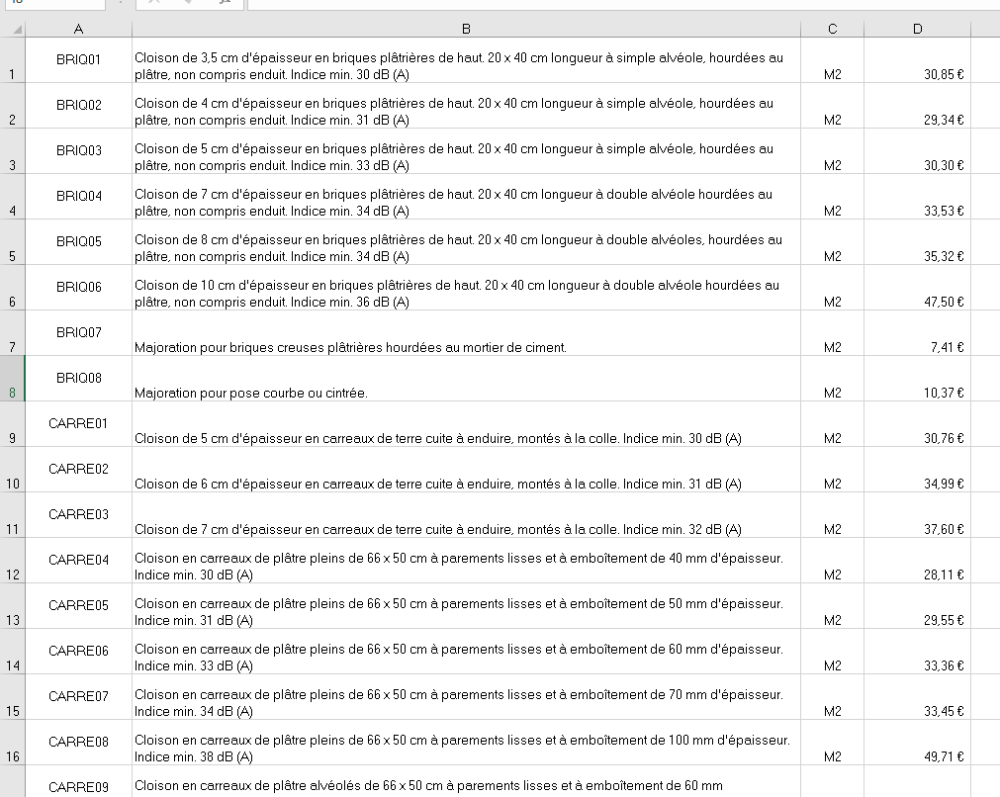 A B C D
1 BRIQ01 Cloison de 3,5 cm d'épaisseur en briques plâtrières de haut. 20 x 40 cm longueur à simple alvéole, hourdées au
plâtre, non compris enduit. Indice min. 30 dB (A) M2 30,85 €
2 BRIQ02 Cloison de 4 cm d'épaisseur en briques plâtrières de haut. 20 x 40 cm longueur à simple alvéole, hourdées au
plâtre, non compris enduit. Indice min. 31 dB (A) M2 29,34 €
3 BRIQ03 Cloison de 5 cm d'épaisseur en briques plâtrières de haut. 20 x 40 cm longueur à simple alvéole, hourdées au
plâtre, non compris enduit. Indice min. 33 dB (A) M2 30,30 €
4 BRIQ04 Cloison de 7 cm d'épaisseur en briques plâtrières de haut. 20 x 40 cm longueur à double alvéole hourdées au
plâtre, non compris enduit. Indice min. 34 dB (A) M2 33,53 €
5 BRIQ05 Cloison de 8 cm d'épaisseur en briques plâtrières de haut. 20 x 40 cm longueur à double alvéoles, hourdées au
plâtre, non compris enduit. Indice min. 34 dB (A) M2 35,32 €
6 BRIQ06 Cloison de 10 cm d'épaisseur en briques plâtrières de haut. 20 x 40 cm longueur à double alvéole hourdées au
plâtre, non compris enduit. Indice min. 36 dB (A) M2 47,50 €
7 BRIQ07 Majoration pour briques creuses plâtrières hourdées au mortier de ciment. M2 7,41 €
8 BRIQ08 Majoration pour pose courbe ou cintrée. M2 10,37 €
9 CARRE01 Cloison de 5 cm d'épaisseur en carreaux de terre cuite à enduire, montés à la colle. Indice min. 30 dB (A) M2 30,76 €
10 CARRE02 Cloison de 6 cm d'épaisseur en carreaux de terre cuite à enduire, montés à la colle. Indice min. 31 dB (A) M2 34,99 €
11 CARRE03 Cloison de 7 cm d'épaisseur en carreaux de terre cuite à enduire, montés à la colle. Indice min. 32 dB (A) M2 37,60 €
12 CARRE04 Cloison en carreaux de plâtre pleins de 66 x 50 cm à parements lisses et à emboîtement de 40 mm d'épaisseur.
Indice min. 30 dB (A) M2 28,11 €
13 CARRE05 Cloison en carreaux de plâtre pleins de 66 x 50 cm à parements lisses et à emboîtement de 50 mm d'épaisseur.
Indice min. 31 dB (A) M2 29,55 €
14 CARRE06 Cloison en carreaux de plâtre pleins de 66 x 50 cm à parements lisses et à emboîtement de 60 mm d'épaisseur.
Indice min. 33 dB (A) M2 33,36 €
15 CARRE07 Cloison en carreaux de plâtre pleins de 66 x 50 cm à parements lisses et à emboîtement de 70 mm d'épaisseur.
Indice min. 34 dB (A) M2 33,45 €
16 CARRE08 Cloison en carreaux de plâtre pleins de 66 x 50 cm à parements lisses et à emboîtement de 100 mm d'épaisseur.
Indice min. 38 dB (A) M2 49,71 €
CARRE09 Cloison en carreaux de plâtre alvéolés de 66 x 50 cm à parements lisses et à emboîtement de 60 mm